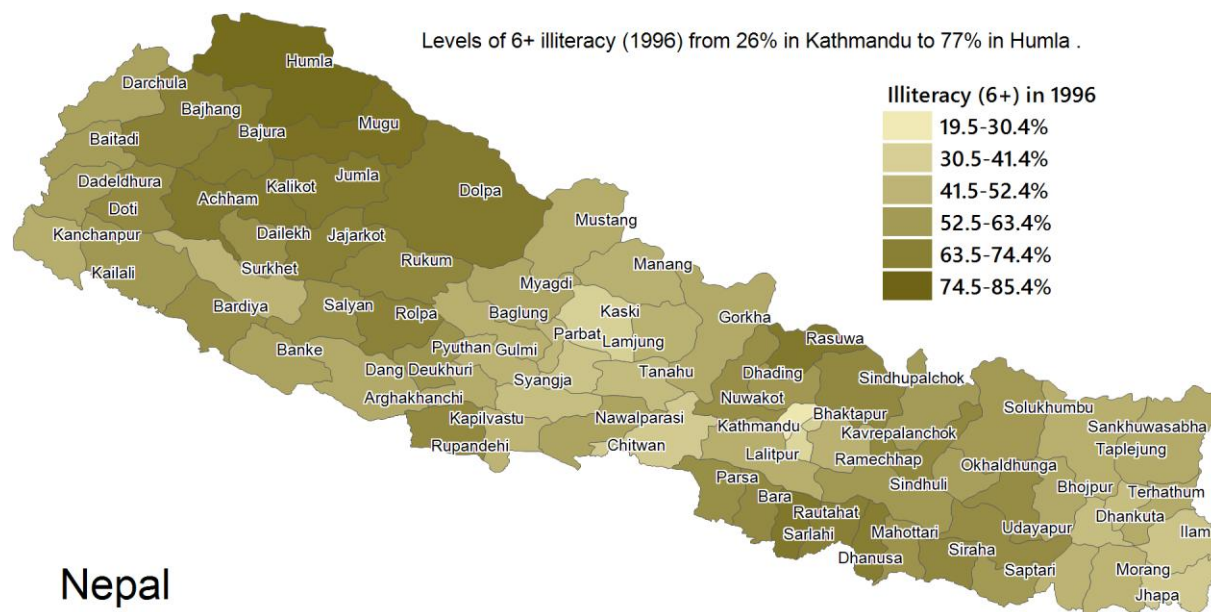 Levels of 6+ illiteracy (1996) from 26% in Kathmandu to 77% in Humla .
Illiteracy (6+) in 1996
19.5-30.4%
30.5-41.4%
41.5-52.4%
52.5-63.4%
63.5-74.4%
74.5-85.4%
Humla
Darchula
Bajhang
Mugu
Bajura
Baitadi
Jumla
Dadeldhura
Kalikot
Dolpa
Achham
Doti
Mustang
Kanchanpur
Dailekh
Jajarkot
Rukum
Manang
Surkhet
Kailali
Myagdi
Bardiya
Salyan
Rolpa
Baglung
Kaski
Gorkha
Parbat
Lamjung
Rasuwa
Banke
Pyuthan
Gulmi
Dang Deukhuri
Syangja
Tanahu
Dhading
Sindhupalchok
Nuwakot
Arghakhanchi
Kapilvastu
Nawalparasi
Kathmandu
Bhaktapur
Solukhumbu
Sankhuwasabha
Rupandehi
Chitwan
Kavrepalanchok
Taplejung
Lalitpur
Ramechhap
Okhaldhunga
Parsa
Sindhuli
Bhojpur
Terhathum
Bara
Rautahat
Dhankuta
Sarlahi
Mahottari
Udayapur
Ilam
Dhanusa
Siraha
Saptari
Morang
Jhapa
Nepal